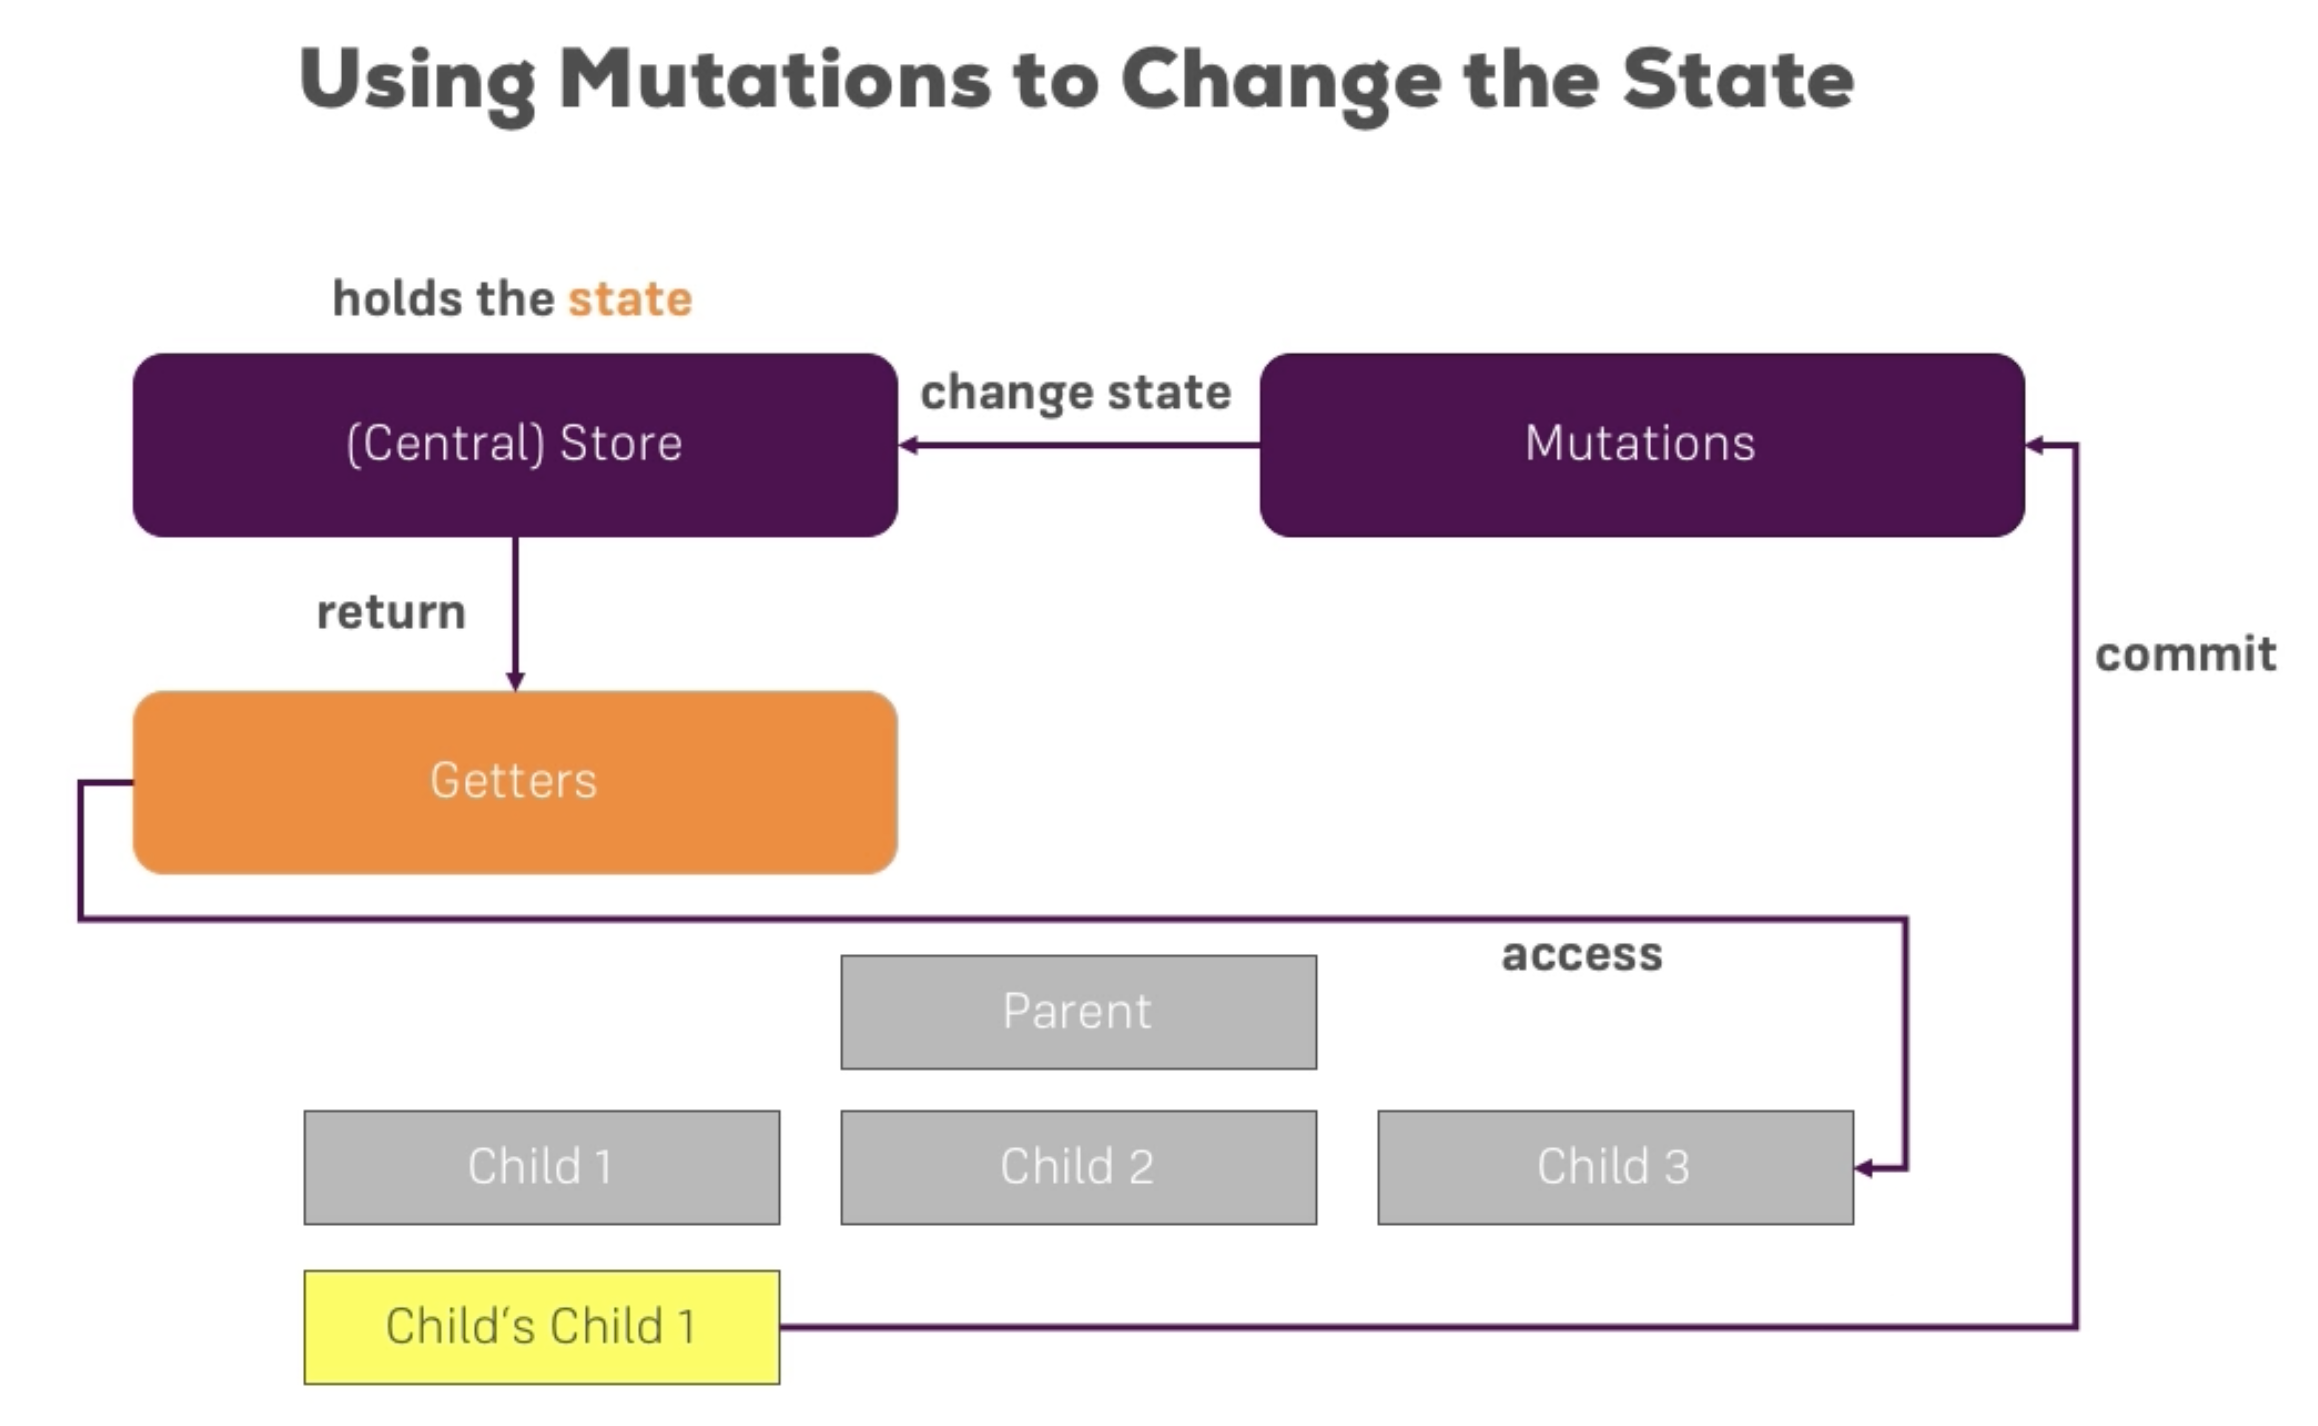 Using Mutations to Change the State
holds the state
(Central) Store
change state
Mutations
return
commit
Getters
access
Parent
Child 1
Child 2
Child 3
Child‘s Child 1